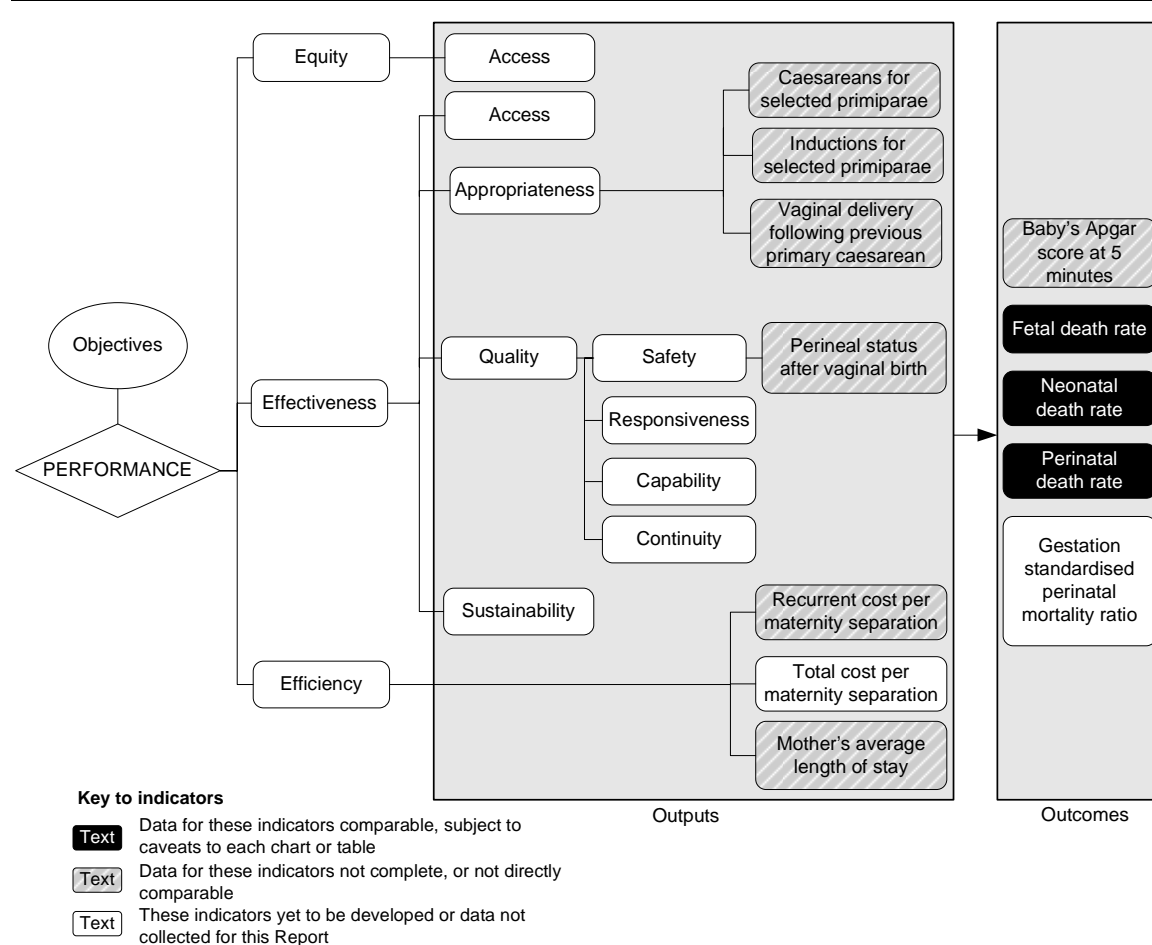 Equity
Access
Access
Caesareans for
selected primiparae
Inductions for
selected primiparae
Appropriateness
Vaginal delivery
following previous
primary caesarean
Baby's Apgar
score at 5
minutes
Objectives
Quality
Safety
Perineal status
after vaginal birth
Fetal death rate
Effectiveness
Responsiveness
Neonatal
death rate
PERFORMANCE
Capability
Perinatal
death rate
Continuity
Gestation
standardised
perinatal
mortality ratio
Sustainability
Recurrent cost per
maternity separation
Efficiency
Total cost per
maternity separation
Mother's average
length of stay
Outputs
Outcomes
Key to indicators
Text
Data for these indicators comparable, subject to
caveats to each chart or table
Text
Data for these indicators not complete, or not directly
comparable
Text
These indicators yet to be developed or data not
collected for this Report